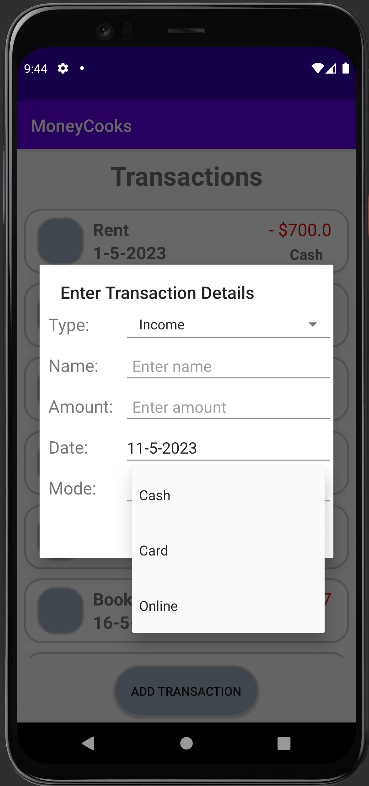 9:44
MoneyCooks
Transactions
Rent - $700.0
1-5-2023 Cash
Enter Transaction Details
Type: Income
Name: Enter name
Amount: Enter amount
Date: 11-5-2023
Mode:
Cash
Card
Online
Book 7
16-5-
ADD TRANSACTION